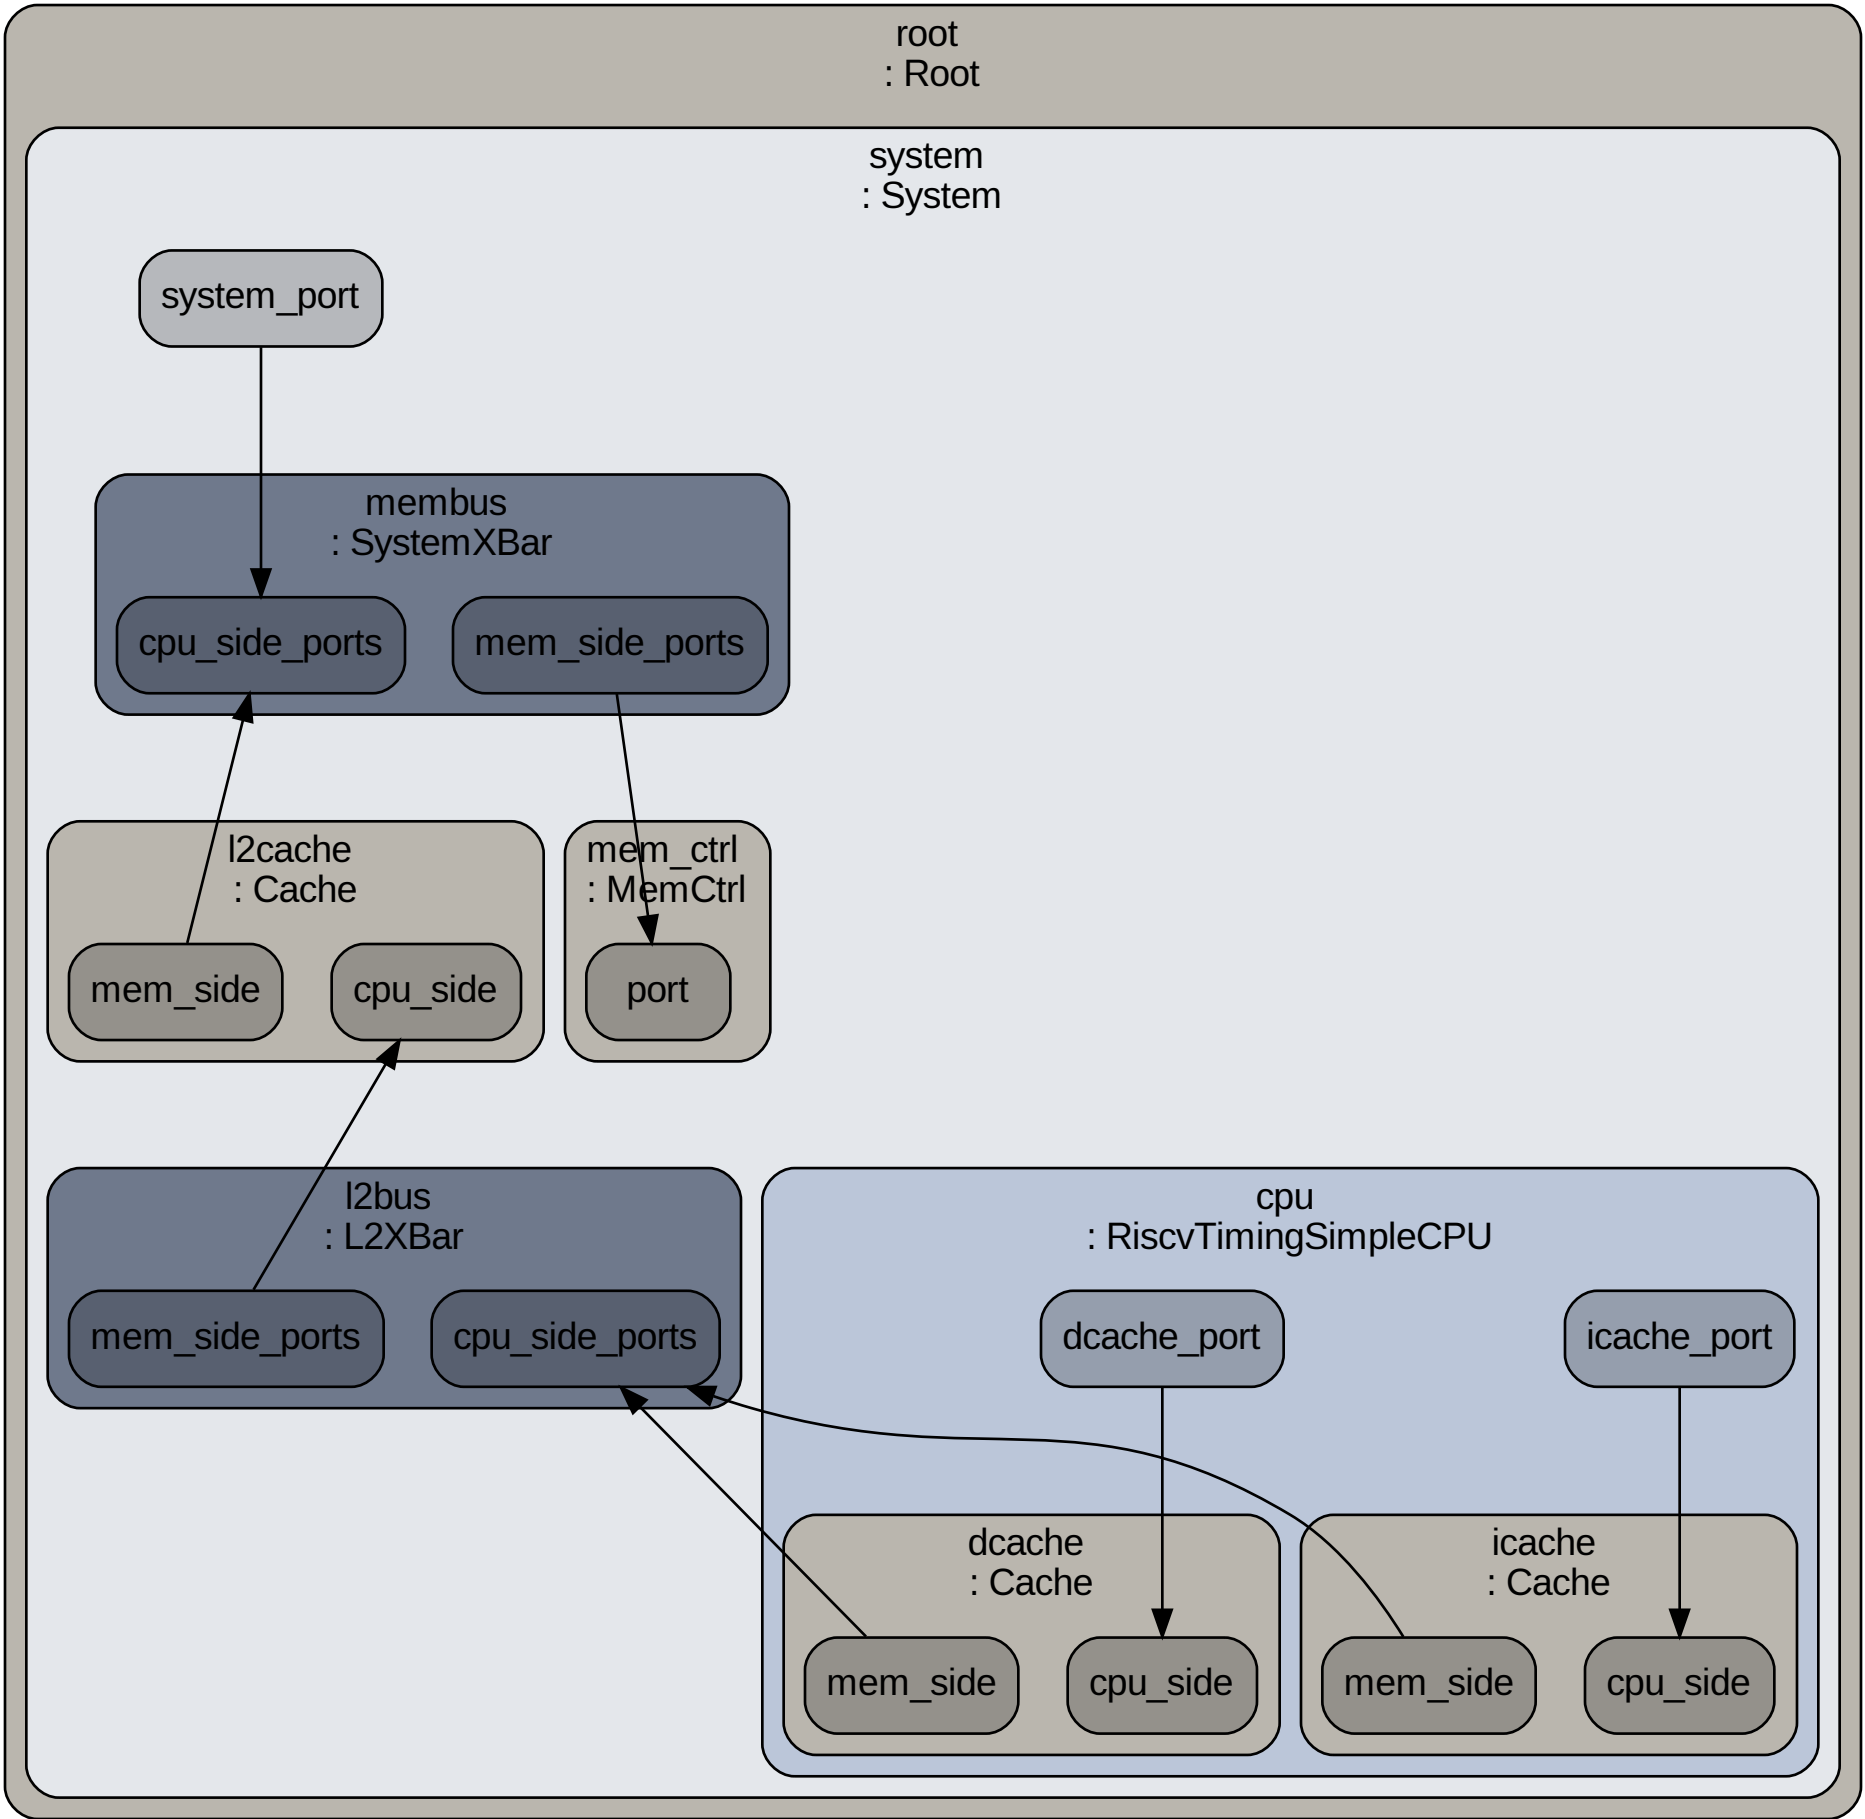 root
: Root
system
: System
system_port
membus
: SystemXBar
cpu_side_ports
mem_side_ports
l2cache
: Cache
mem_side
cpu_side
mem_ctrl
: MemCtrl
port
l2bus
: L2XBar
mem_side_ports
cpu_side_ports
cpu
: RiscvTimingSimpleCPU
dcache_port
icache_port
dcache
: Cache
mem_side
cpu_side
icache
: Cache
mem_side
cpu_side